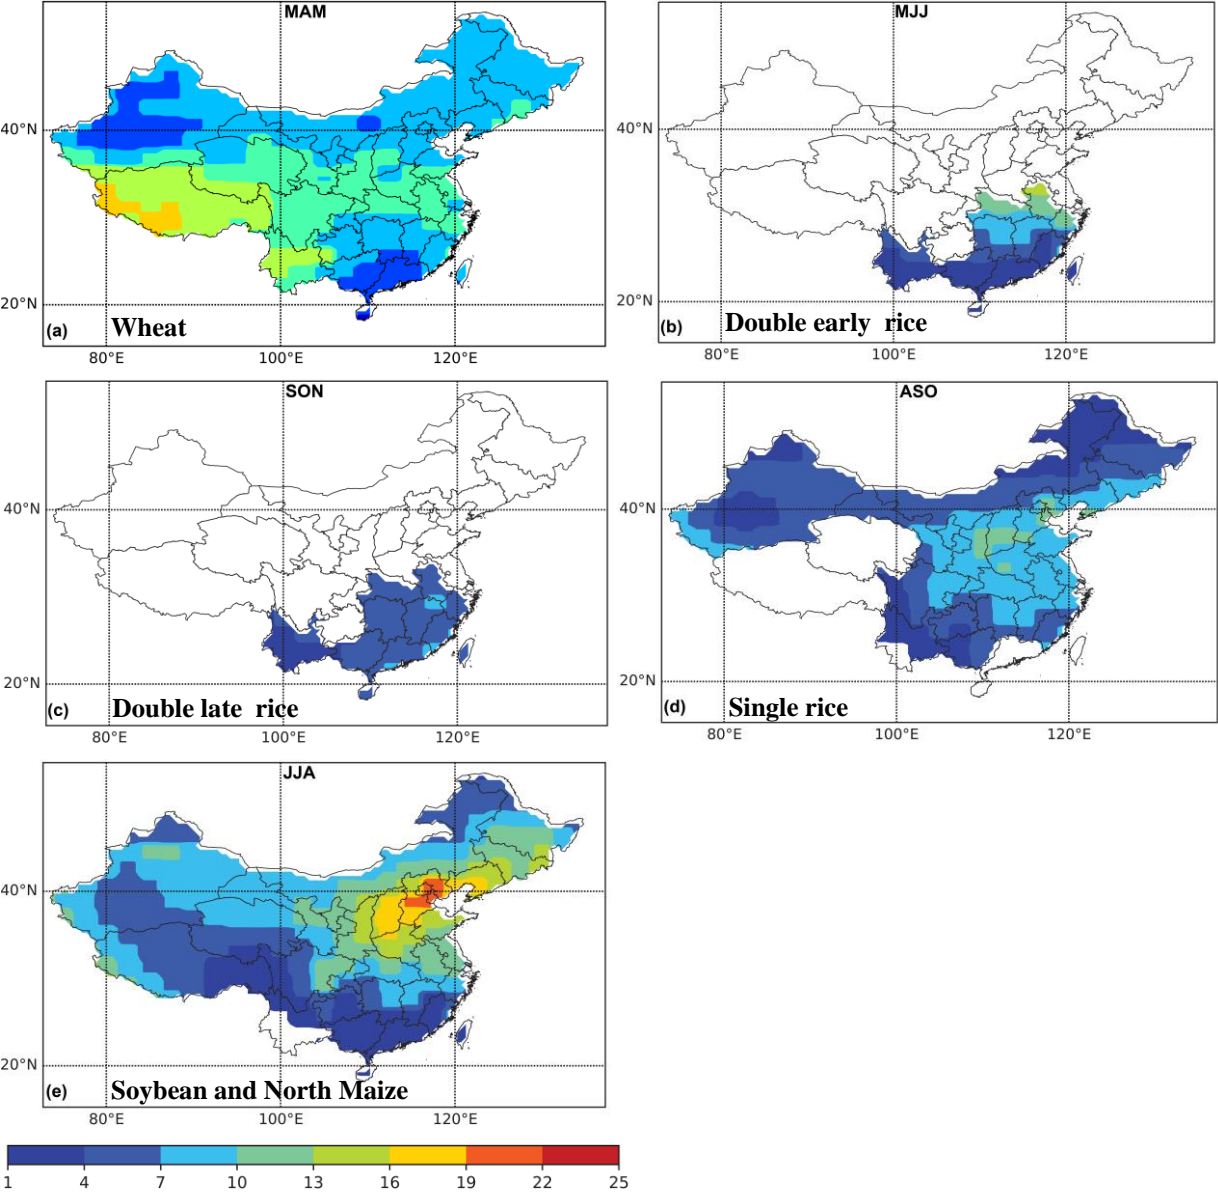 MAM
40°N
20°N
(a) Wheat
80°E 100°E 120°E
MJJ
40°N
20°N
(b) Double early rice
80°E 100°E 120°E
SON
40°N
20°N
(c) Double late rice
80°E 100°E 120°E
ASO
40°N
20°N
(d) Single rice
80°E 100°E 120°E
JJA
40°N
20°N
(e) Soybean and North Maize
80°E 100°E 120°E
1 4 7 10 13 16 19 22 25